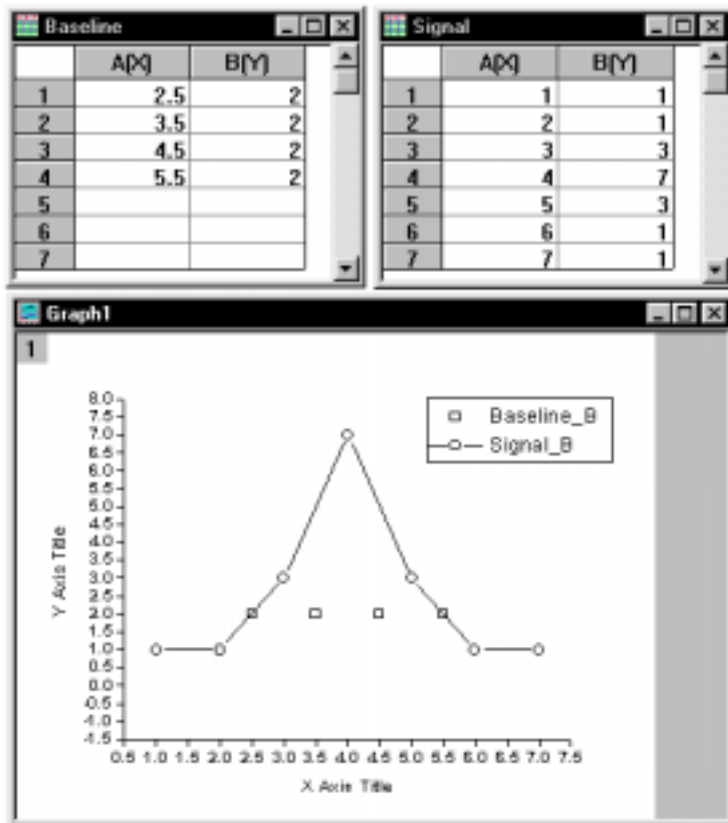 Baseline
A[X] B[Y]
1 2.5 2
2 3.5 2
3 4.5 2
4 5.5 2
5
6
7
Signal
A[X] B[Y]
1 1 1
2 2 1
3 3 3
4 4 7
5 5 3
6 6 1
7 7 1
Graph1
1
Baseline_B
Signal_B
8.0
7.5
7.0
6.5
6.0
5.5
5.0
4.5
4.0
3.5
3.0
2.5
2.0
1.5
1.0
0.5
0.0
-0.5
-1.0
-1.5
Y Axis Title
0.5 1.0 1.5 2.0 2.5 3.0 3.5 4.0 4.5 5.0 5.5 6.0 6.5 7.0 7.5
X Axis Title